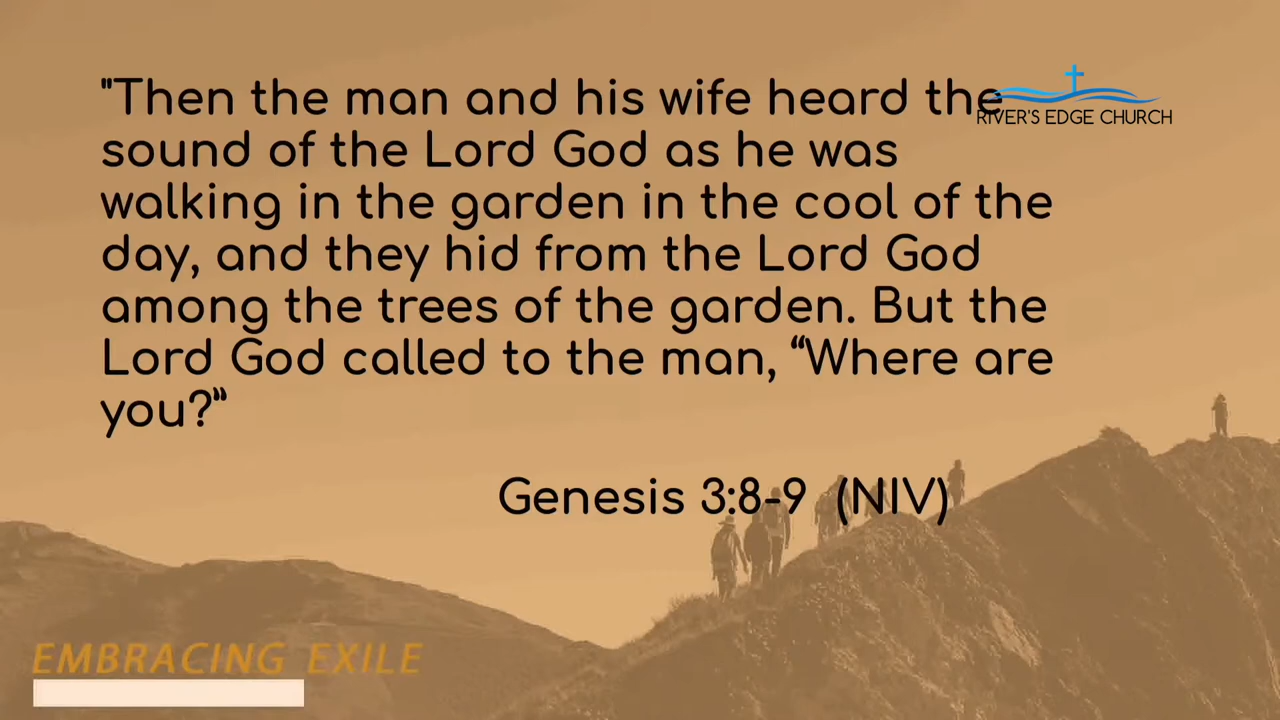 "Then the man and his wife heard the
RIVER'S EDGE CHURCH
sound of the Lord God as he was
walking in the garden in the cool of the
day, and they hid from the Lord God
among the trees of the garden. But the
Lord God called to the man, “Where are
you?”
Genesis 3:8-9 (NIV)
EMBRACING EXILE